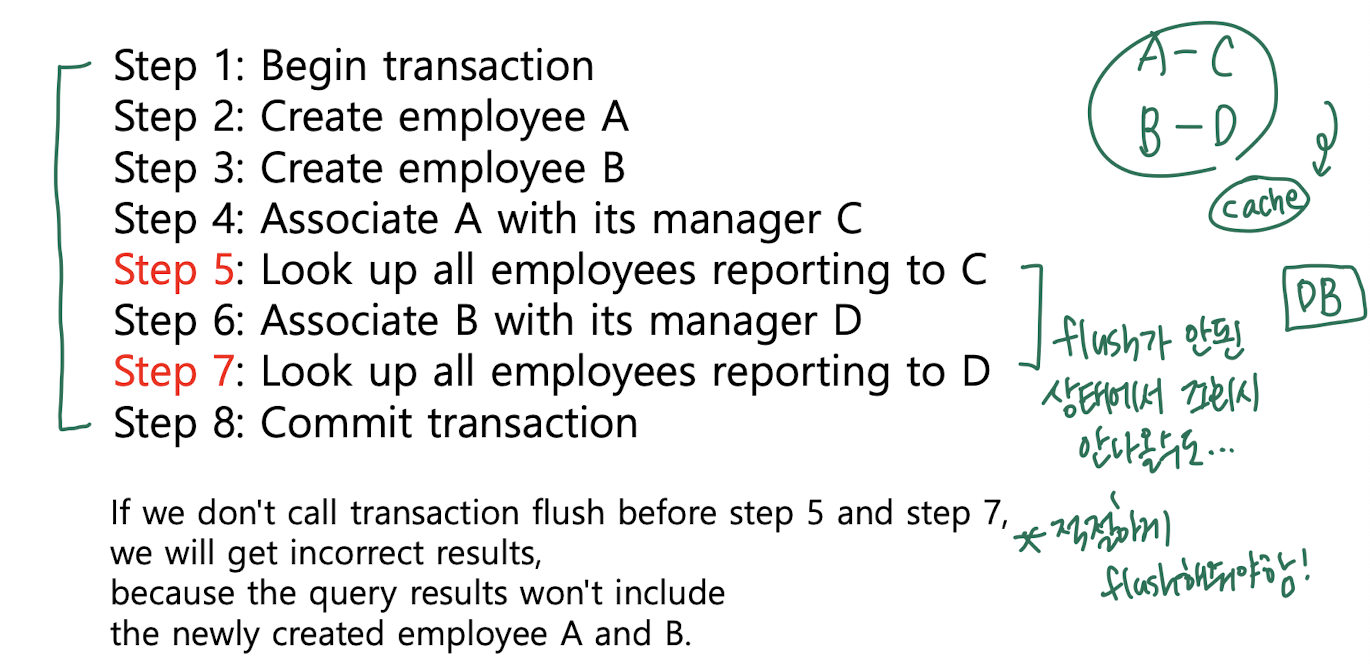 Step 1: Begin transaction
Step 2: Create employee A
Step 3: Create employee B
Step 4: Associate A with its manager C
Step 5: Look up all employees reporting to C
Step 6: Associate B with its manager D
Step 7: Look up all employees reporting to D
Step 8: Commit transaction
If we don't call transaction flush before step 5 and step 7,
we will get incorrect results,
because the query results won't include
the newly created employee A and B.
A - C
B - D
cache
DB
flush가 안된
상태에서 쿼리시
안나올수도...
* 적절하게
flush해줘야함!